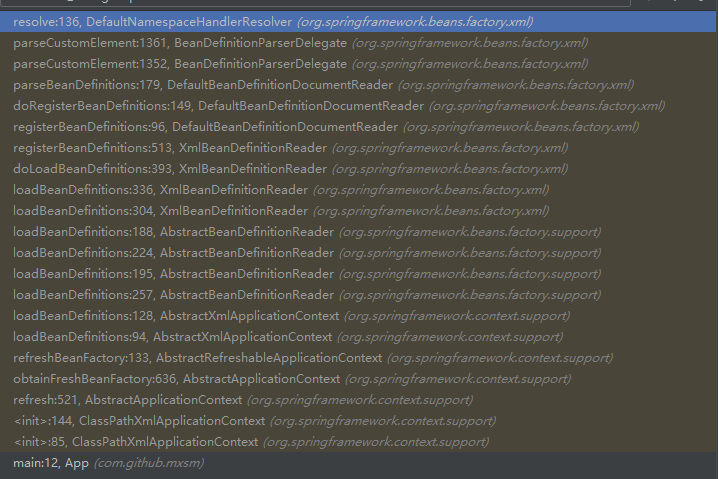 resolve:136, DefaultNamespaceHandlerResolver (org.springframework.beans.factory.xml)
parseCustomElement:1361, BeanDefinitionParserDelegate (org.springframework.beans.factory.xml)
parseCustomElement:1352, BeanDefinitionParserDelegate (org.springframework.beans.factory.xml)
parseBeanDefinitions:179, DefaultBeanDefinitionDocumentReader (org.springframework.beans.factory.xml)
doRegisterBeanDefinitions:149, DefaultBeanDefinitionDocumentReader (org.springframework.beans.factory.xml)
registerBeanDefinitions:96, DefaultBeanDefinitionDocumentReader (org.springframework.beans.factory.xml)
registerBeanDefinitions:513, XmlBeanDefinitionReader (org.springframework.beans.factory.xml)
doLoadBeanDefinitions:393, XmlBeanDefinitionReader (org.springframework.beans.factory.xml)
loadBeanDefinitions:336, XmlBeanDefinitionReader (org.springframework.beans.factory.xml)
loadBeanDefinitions:304, XmlBeanDefinitionReader (org.springframework.beans.factory.xml)
loadBeanDefinitions:188, AbstractBeanDefinitionReader (org.springframework.beans.factory.support)
loadBeanDefinitions:224, AbstractBeanDefinitionReader (org.springframework.beans.factory.support)
loadBeanDefinitions:195, AbstractBeanDefinitionReader (org.springframework.beans.factory.support)
loadBeanDefinitions:257, AbstractBeanDefinitionReader (org.springframework.beans.factory.support)
loadBeanDefinitions:128, AbstractXmlApplicationContext (org.springframework.context.support)
loadBeanDefinitions:94, AbstractXmlApplicationContext (org.springframework.context.support)
refreshBeanFactory:133, AbstractRefreshableApplicationContext (org.springframework.context.support)
obtainFreshBeanFactory:636, AbstractApplicationContext (org.springframework.context.support)
refresh:521, AbstractApplicationContext (org.springframework.context.support)
<init>:144, ClassPathXmlApplicationContext (org.springframework.context.support)
<init>:85, ClassPathXmlApplicationContext (org.springframework.context.support)
main:12, App (com.github.mxsm)